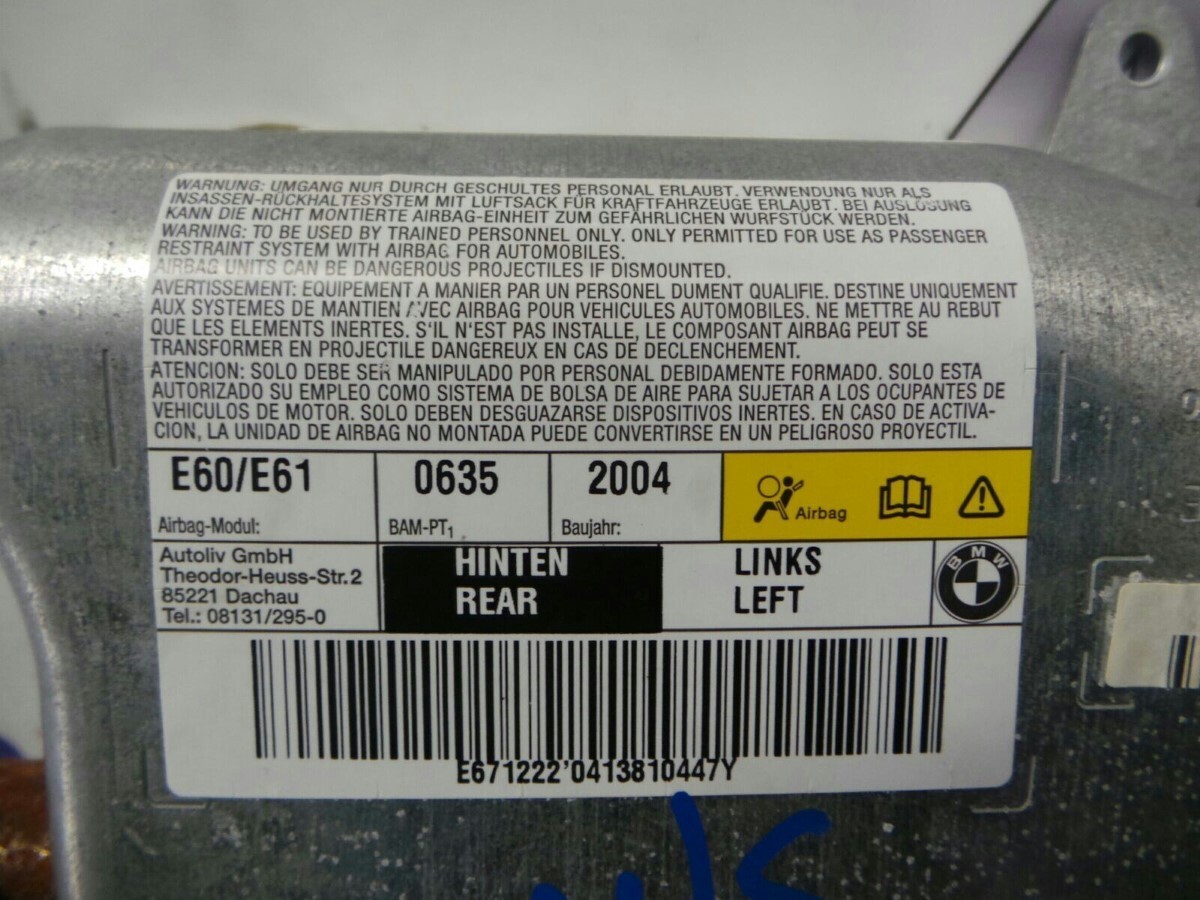 WARNUNG: UMGANG NUR DURCH GESCHULTES PERSONAL ERLAUBT. VERWENDUNG NUR ALS
INSASSEN-RÜCKHALTESYSTEM MIT LUFTSACK FÜR KRAFTFAHRZEUGE ERLAUBT. BEI AUSLÖSUNG
KANN DIE NICHT MONTIERTE AIRBAG-EINHEIT ZUM GEFÄHRLICHEN WURFSTÜCK WERDEN.
WARNING: TO BE USED BY TRAINED PERSONNEL ONLY. ONLY PERMITTED FOR USE AS PASSENGER
RESTRAINT SYSTEM WITH AIRBAG FOR AUTOMOBILES.
AIRBAG UNITS CAN BE DANGEROUS PROJECTILES IF DISMOUNTED.
AVERTISSEMENT: EQUIPEMENT A MANIER PAR UN PERSONEL DUMENT QUALIFIE. DESTINE UNIQUEMENT
AUX SYSTEMES DE MANTIEN AVEC AIRBAG POUR VEHICULES AUTOMOBILES. NE METTRE AU REBUT
QUE LES ELEMENTS INERTES. S'IL N'EST PAS INSTALLE, LE COMPOSANT AIRBAG PEUT SE
TRANSFORMER EN PROJECTILE DANGEREUX EN CAS DE DECLENCHEMENT.
ATENCION: SOLO DEBE SER MANIPULADO POR PERSONAL DEBIDAMENTE FORMADO. SOLO ESTA
AUTORIZADO SU EMPLEO COMO SISTEMA DE BOLSA DE AIRE PARA SUJETAR A LOS OCUPANTES DE
VEHICULOS DE MOTOR. SOLO DEBEN DESGUAZARSE DISPOSITIVOS INERTES. EN CASO DE ACTIVA-
CION, LA UNIDAD DE AIRBAG NO MONTADA PUEDE CONVERTIRSE EN UN PELIGROSO PROYECTIL.
E60/E61
Airbag-Modul:
0635
BAM-PT1
2004
Baujahr:
Airbag
Autoliv GmbH
Theodor-Heuss-Str.2
85221 Dachau
Tel.: 08131/295-0
HINTEN
REAR
LINKS
LEFT
BMW
E671222'0413810447Y